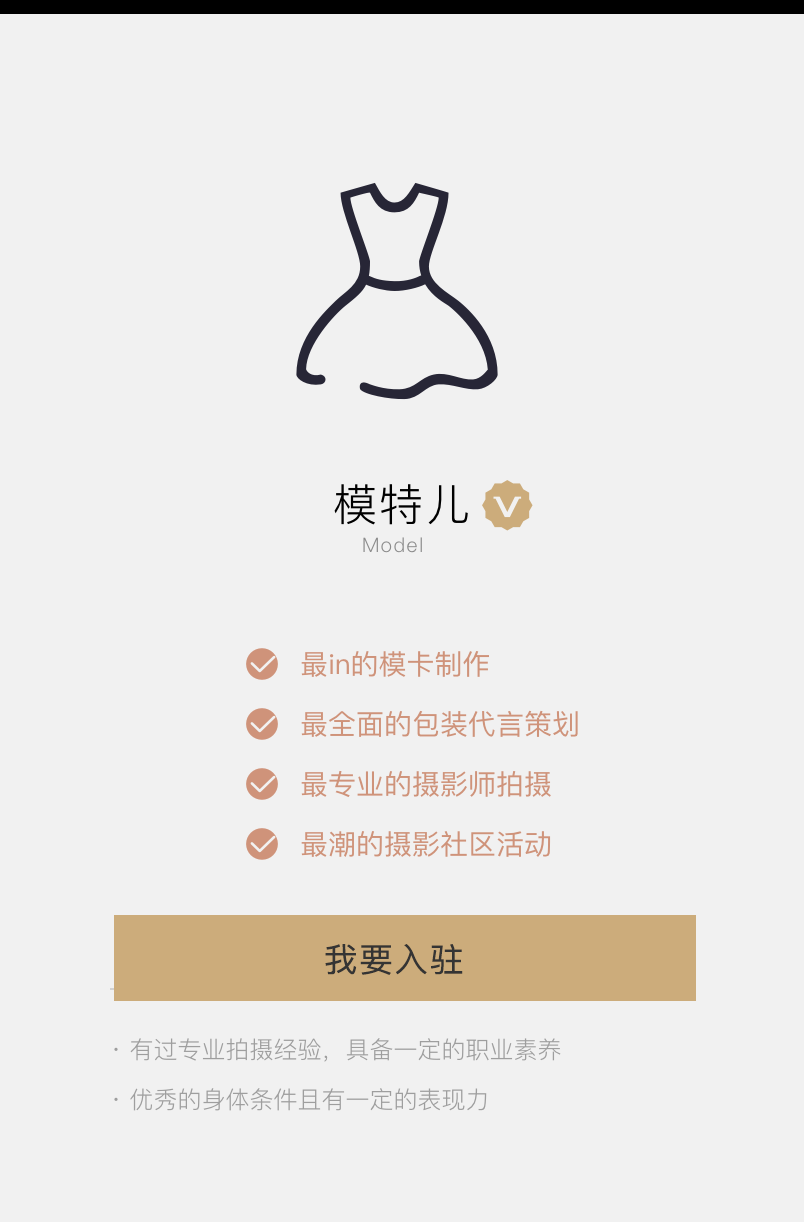 模特儿 V
Model
最in的模卡制作
最全面的包装代言策划
最专业的摄影师拍摄
最潮的摄影社区活动
我要入驻
· 有过专业拍摄经验，具备一定的职业素养
· 优秀的身体条件且有一定的表现力